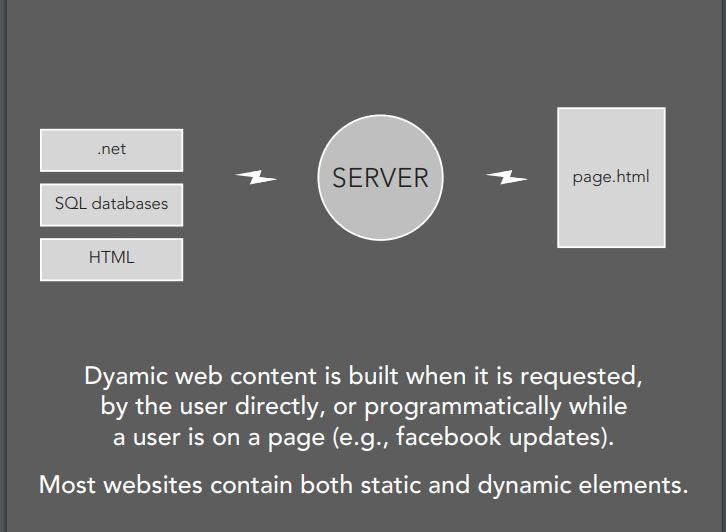 .net
SQL databases
HTML
SERVER
page.html
Dyamic web content is built when it is requested,
by the user directly, or programmatically while
a user is on a page (e.g., facebook updates).
Most websites contain both static and dynamic elements.